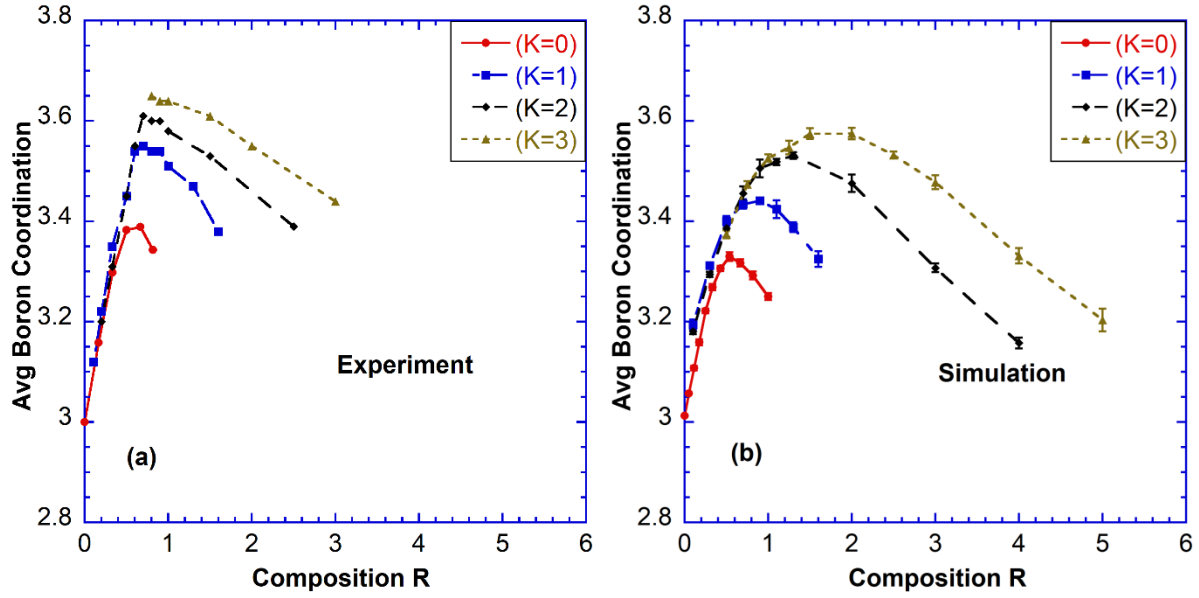 Avg Boron Coordination
3.8
3.6
3.4
3.2
3
2.8
(K=0)
(K=1)
(K=2)
(K=3)
Experiment
(a)
0 1 2 3 4 5 6
Composition R
Avg Boron Coordination
3.8
3.6
3.4
3.2
3
2.8
(K=0)
(K=1)
(K=2)
(K=3)
Simulation
(b)
0 1 2 3 4 5 6
Composition R